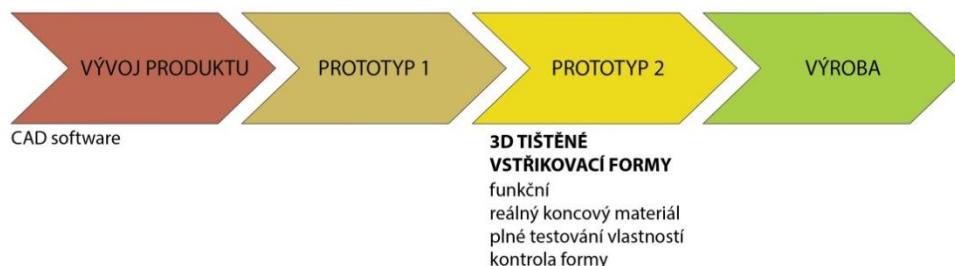 VÝVOJ PRODUKTU
PROTOTYP 1
PROTOTYP 2
VÝROBA
CAD software
3D TIŠTĚNÉ
VSTŘIKOVACÍ FORMY
funkční
reálný koncový materiál
plné testování vlastností
kontrola formy